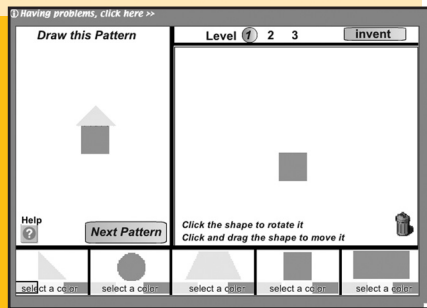 Having problems, click here >>
Draw this Pattern
Level 1 2 3
invent
Help
?
Next Pattern
Click the shape to rotate it
Click and drag the shape to move it
select a color
select a color
select a color
select a color
select a color